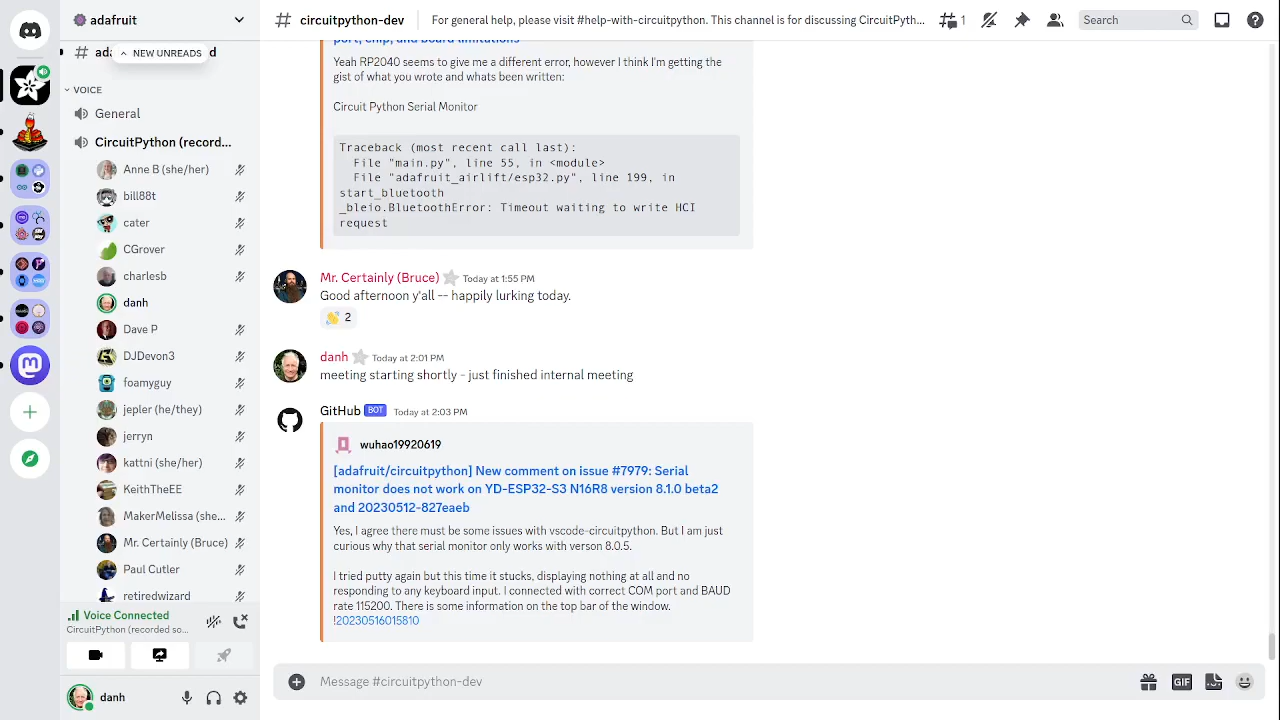 adafruit
# circuitpython-dev
For general help, please visit #help-with-circuitpython. This channel is for discussing CircuitPyth...
1
Search
NEW UNREADS
VOICE
General
CircuitPython (record...
Anne B (she/her)
bill88t
cater
CGrover
charlesb
danh
Dave P
DJDevon3
foamyguy
jepler (he/they)
jerryn
kattni (she/her)
KeithTheEE
MakerMelissa (she...
Mr. Certainly (Bruce)
Paul Cutler
retiredwizard
Voice Connected
CircuitPython (recorded so...
danh
port, chip, and board limitations
Yeah RP2040 seems to give me a different error, however I think I'm getting the
gist of what you wrote and whats been written:
Circuit Python Serial Monitor
Traceback (most recent call last):
File "main.py", line 55, in <module>
File "adafruit_airlift/esp32.py", line 199, in
start_bluetooth
_bleio.BluetoothError: Timeout waiting to write HCI
request
Mr. Certainly (Bruce) Today at 1:55 PM
Good afternoon y'all -- happily lurking today.
2
danh Today at 2:01 PM
meeting starting shortly - just finished internal meeting
GitHub BOT Today at 2:03 PM
wuhao19920619
[adafruit/circuitpython] New comment on issue #7979: Serial
monitor does not work on YD-ESP32-S3 N16R8 version 8.1.0 beta2
and 20230512-827eaeb
Yes, I agree there must be some issues with vscode-circuitpython. But I am just
curious why that serial monitor only works with verson 8.0.5.
I tried putty again but this time it stucks, displaying nothing at all and no
responding to any keyboard input. I connected with correct COM port and BAUD
rate 115200. There is some information on the top bar of the window.
!20230516015810
Message #circuitpython-dev
GIF